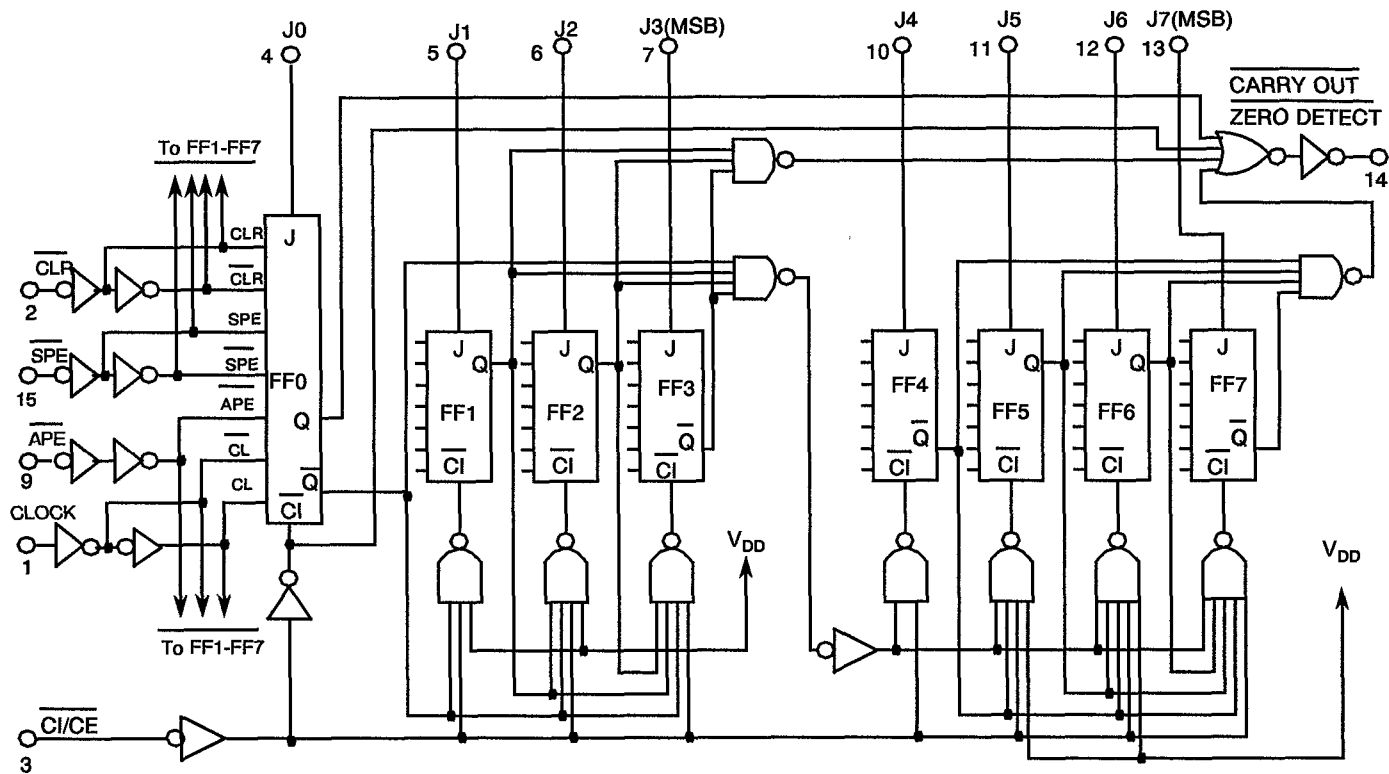 J0
4
J1
5
J2
6
J3(MSB)
7
J4
10
J5
11
J6
12
J7(MSB)
13
CARRY OUT
ZERO DETECT
14
To FF1-FF7
CLR
2
SPE
15
APE
9
CLOCK
1
CLR
CLR
SPE
SPE
APE
CL
CL
J
FF0
Q
Q
CI
J
Q
FF1
CI
J
Q
FF2
CI
J
FF3
Q
CI
J
FF4
Q
CI
J
Q
FF5
CI
J
Q
FF6
CI
J
FF7
Q
CI
To FF1-FF7
VDD
VDD
CI/CE
3